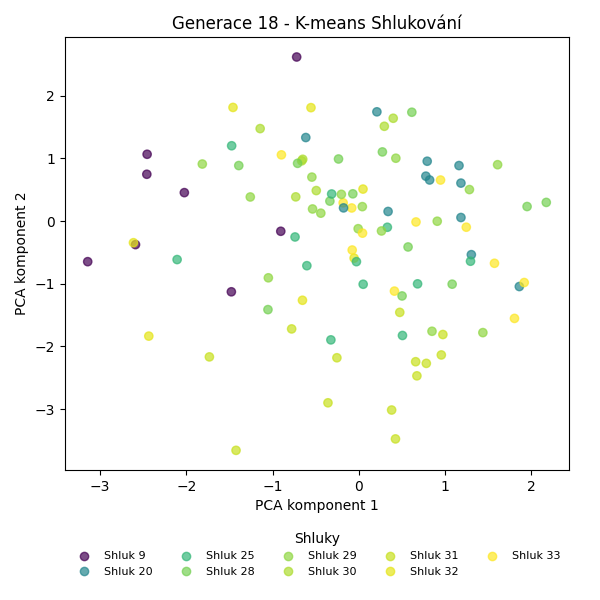 Generace 18 - K-means Shlukování
PCA komponent 2
2
1
0
−1
−2
−3
−3
−2
−1
0
1
2
PCA komponent 1
Shluky
Shluk 9
Shluk 25
Shluk 29
Shluk 31
Shluk 33
Shluk 20
Shluk 28
Shluk 30
Shluk 32